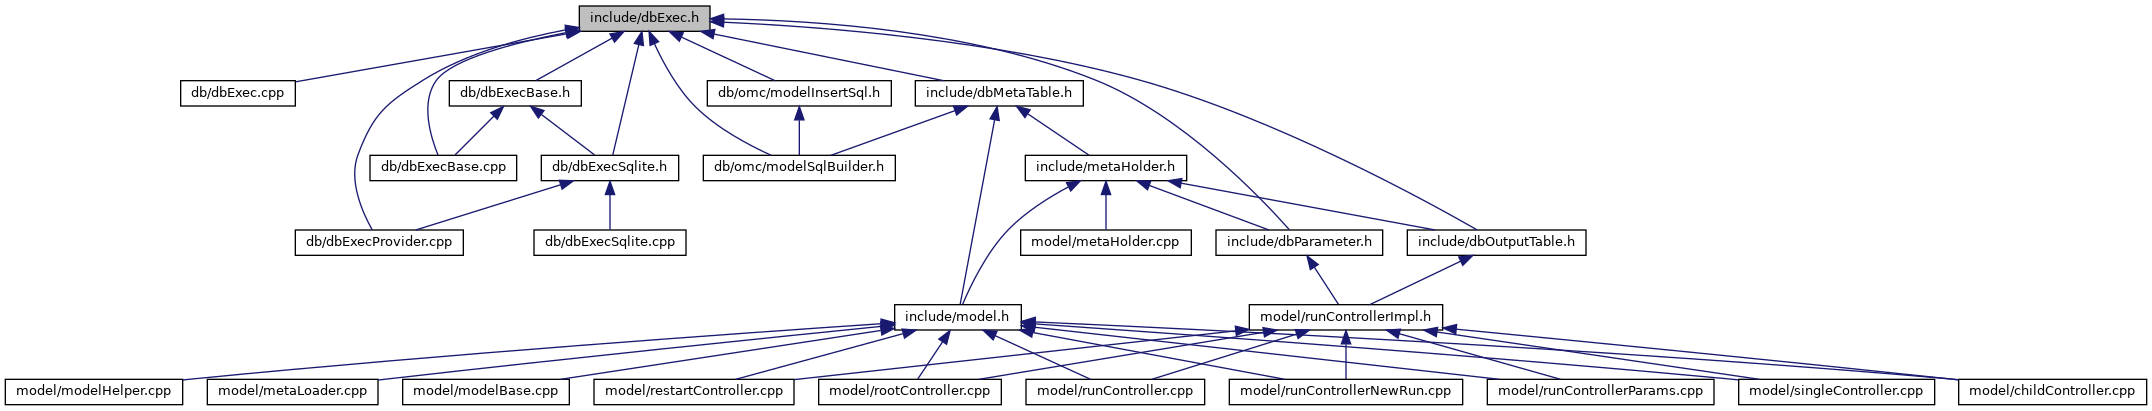 include/dbExec.h
db/dbExec.cpp
db/dbExecBase.h
db/omc/modelInsertSql.h
include/dbMetaTable.h
db/dbExecBase.cpp
db/dbExecSqlite.h
db/omc/modelSqlBuilder.h
include/metaHolder.h
db/dbExecProvider.cpp
db/dbExecSqlite.cpp
model/metaHolder.cpp
include/dbParameter.h
include/dbOutputTable.h
include/model.h
model/runControllerImpl.h
model/modelHelper.cpp
model/metaLoader.cpp
model/modelBase.cpp
model/restartController.cpp
model/rootController.cpp
model/runController.cpp
model/runControllerNewRun.cpp
model/runControllerParams.cpp
model/singleController.cpp
model/childController.cpp